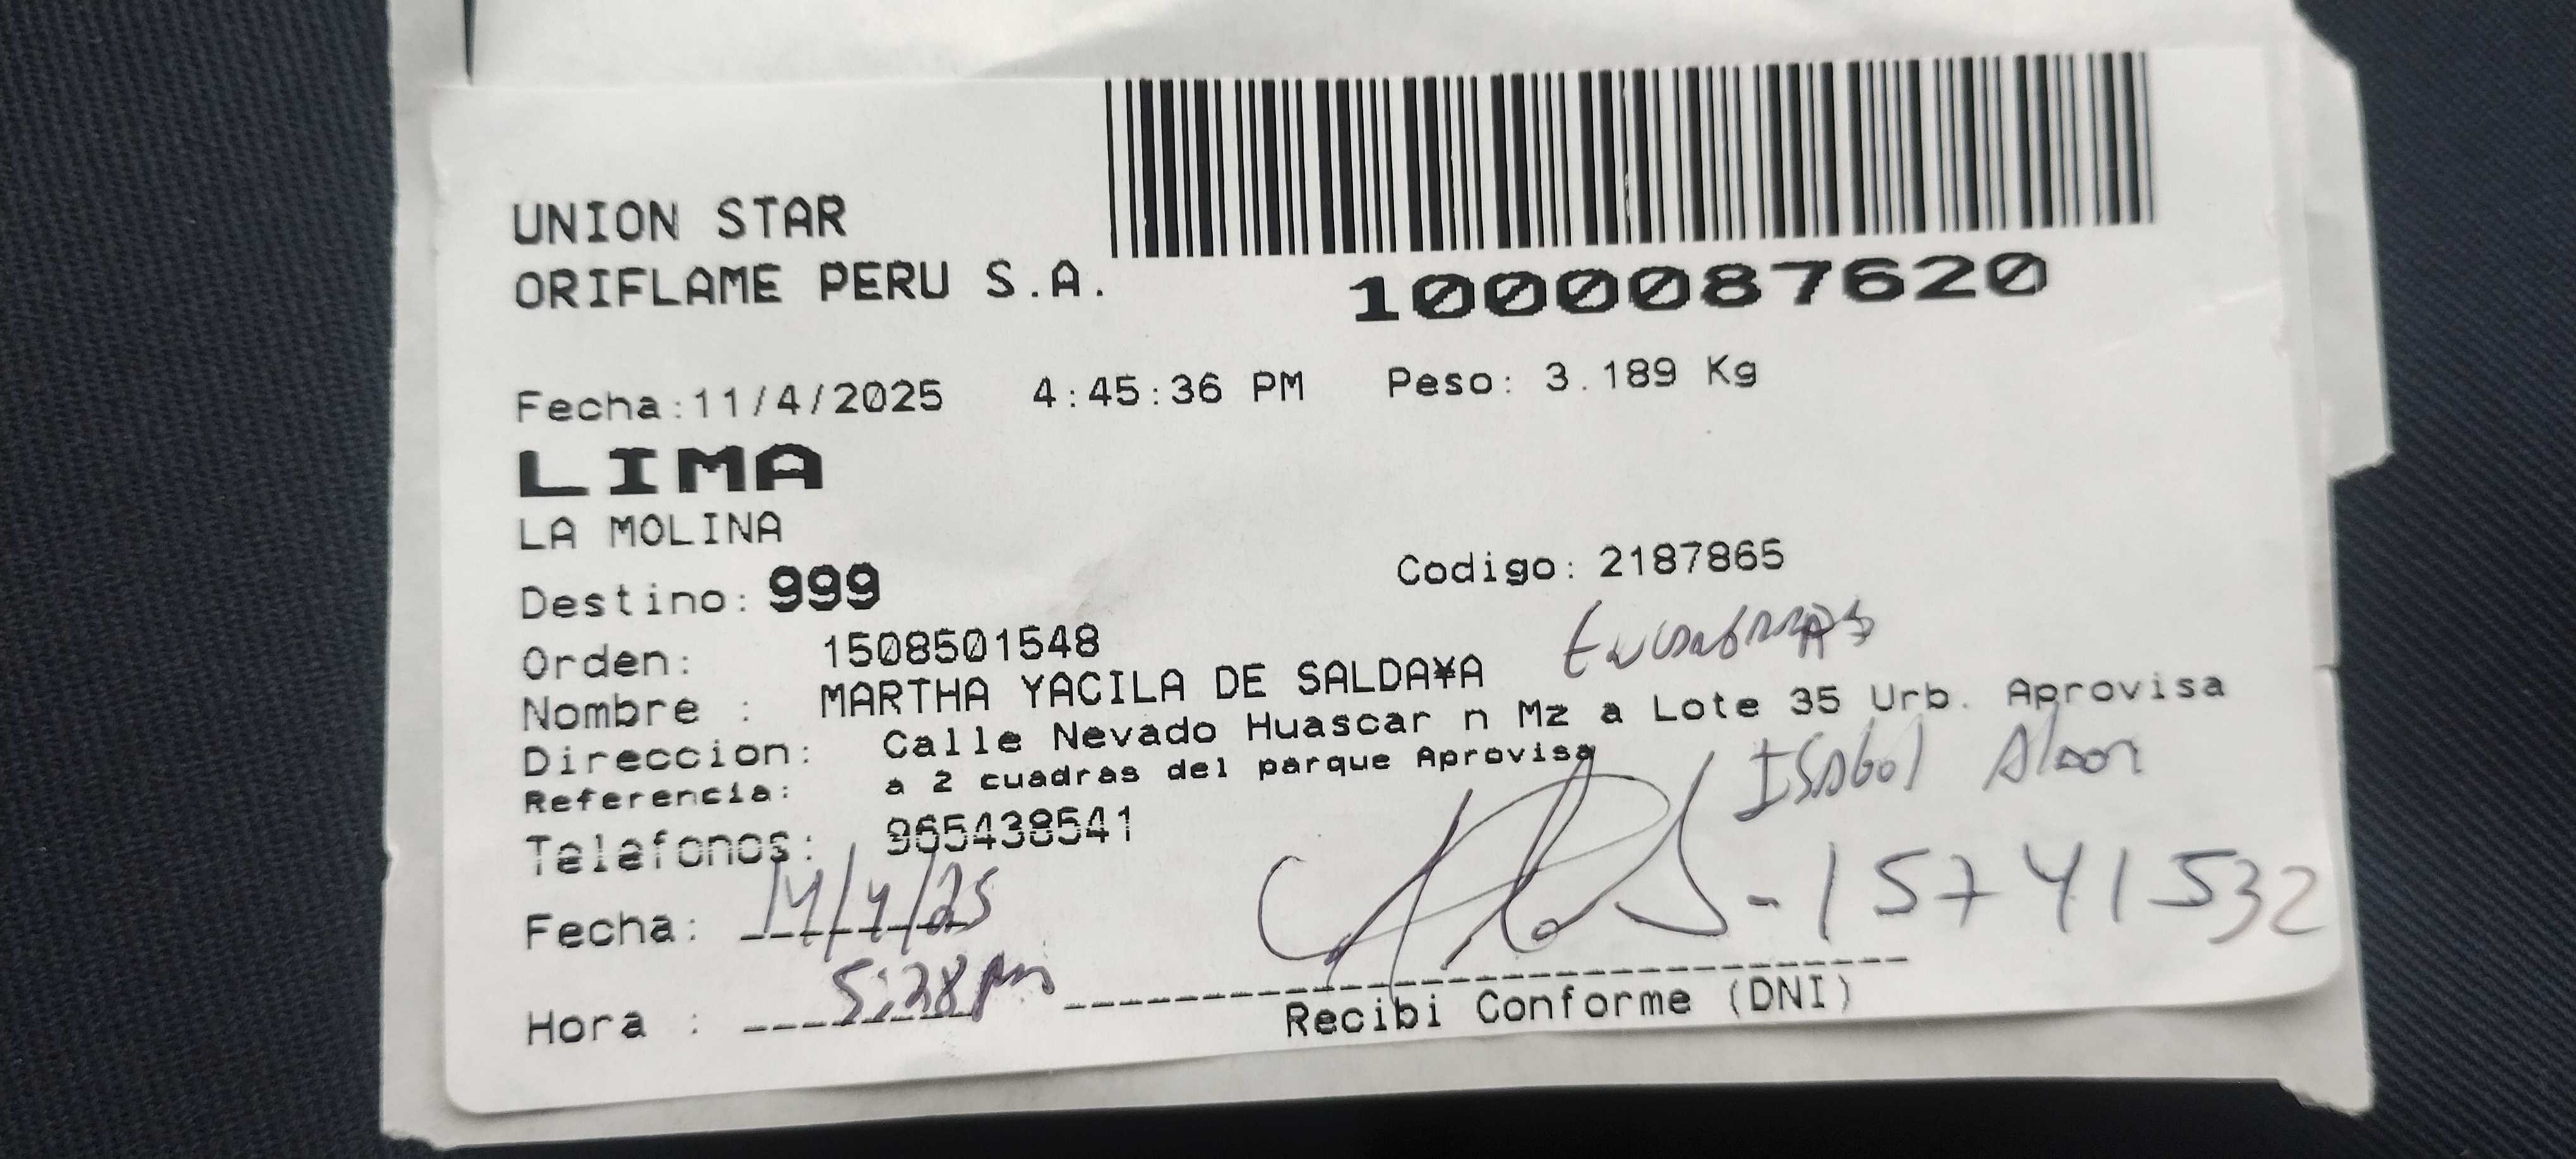 UNION STAR
ORIFLAME PERU S.A.
1000087620
Fecha:11/4/2025 4:45:36 PM Peso: 3.189 Kg
LIMA
LA MOLINA
Destino: 999 Codigo: 2187865
Orden: 1508501548
Nombre : MARTHA YACILA DE SALDA¥A
Direccion: Calle Nevado Huascar n Mz a Lote 35 Urb. Aprovisa
Referencia: a 2 cuadras del parque Aprovisa
Telefonos: 965438541
Isabel
Fecha: 14/4/25 -15741532
Hora : 5:28 pm
Recibi Conforme (DNI)